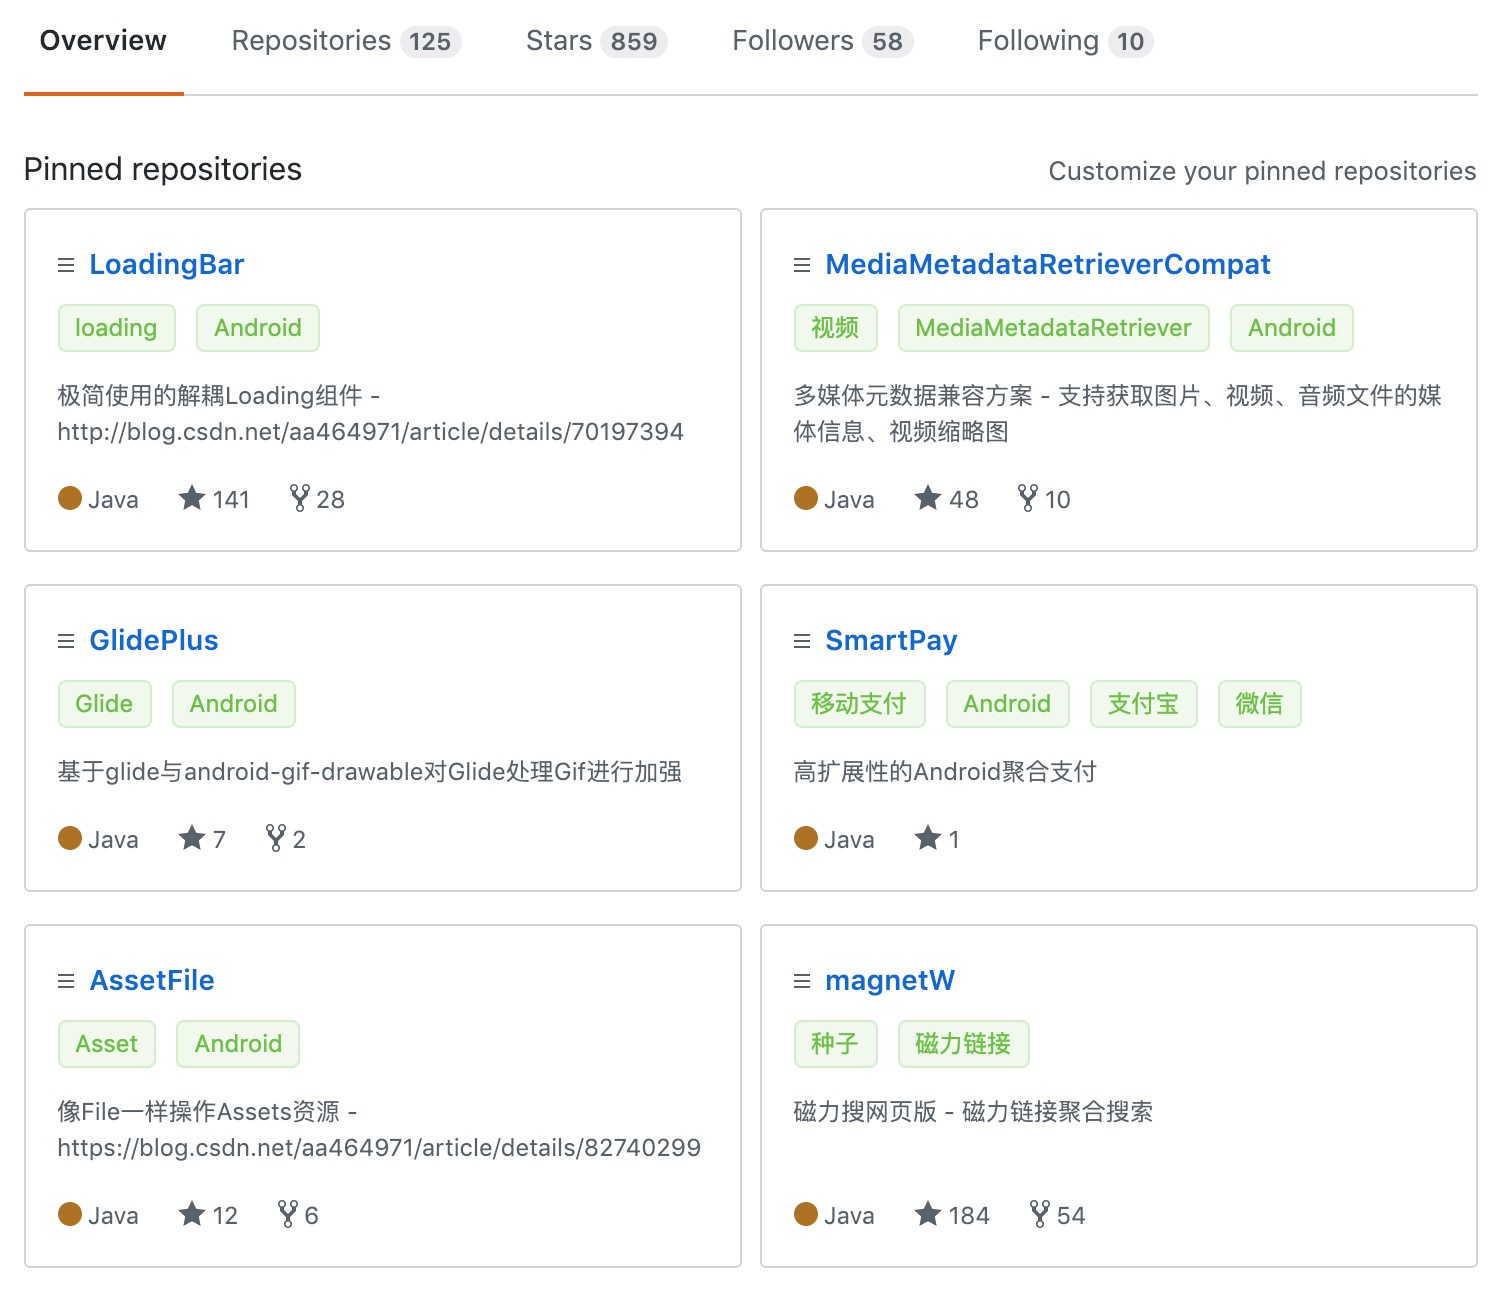 Overview Repositories 125 Stars 859 Followers 58 Following 10
Pinned repositories Customize your pinned repositories
LoadingBar
loading Android
极简使用的解耦Loading组件 -
http://blog.csdn.net/aa464971/article/details/70197394
Java 141 28
MediaMetadataRetrieverCompat
视频 MediaMetadataRetriever Android
多媒体元数据兼容方案 - 支持获取图片、视频、音频文件的媒
体信息、视频缩略图
Java 48 10
GlidePlus
Glide Android
基于glide与android-gif-drawable对Glide处理Gif进行加强
Java 7 2
SmartPay
移动支付 Android 支付宝 微信
高扩展性的Android聚合支付
Java 1
AssetFile
Asset Android
像File一样操作Assets资源 -
https://blog.csdn.net/aa464971/article/details/82740299
Java 12 6
magnetW
种子 磁力链接
磁力搜网页版 - 磁力链接聚合搜索
Java 184 54